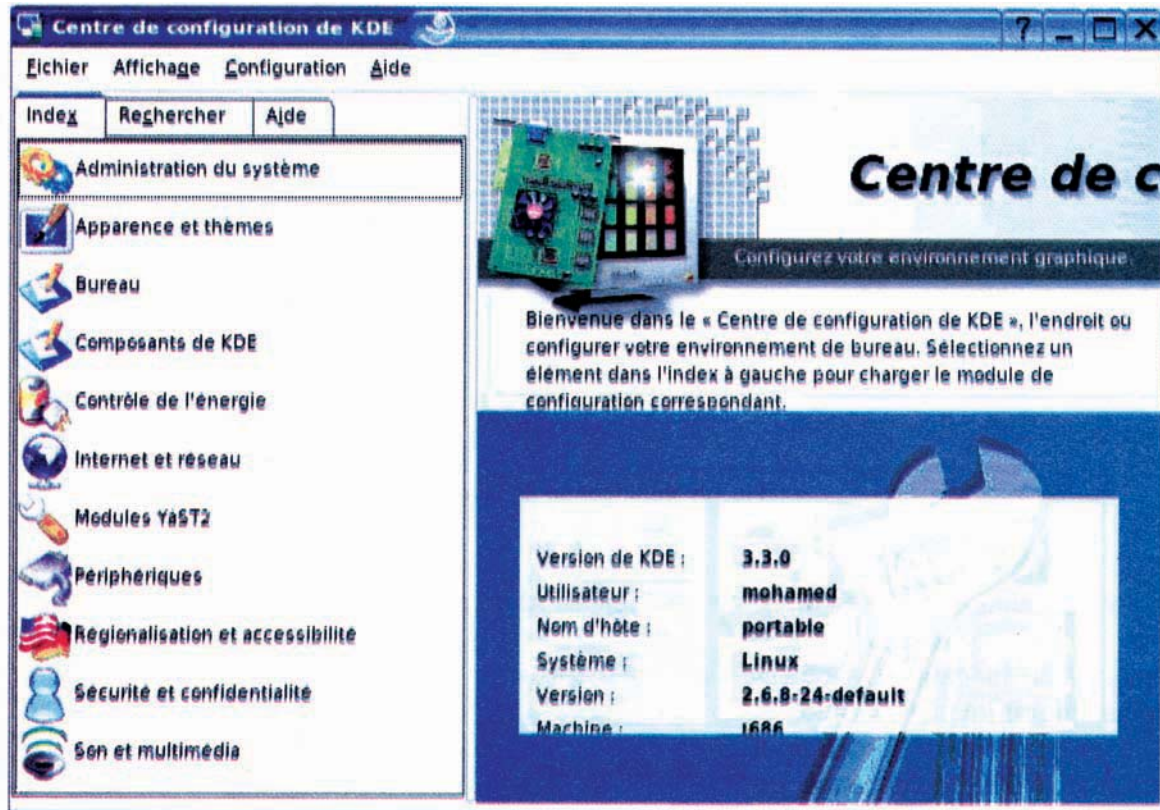 Centre de configuration de KDE
Fichier Affichage Configuration Aide
Index Rechercher Aide
Administration du système
Apparence et thèmes
Bureau
Composants de KDE
Contrôle de l'énergie
Internet et réseau
Modules YaST2
Périphériques
Régionalisation et accessibilité
Sécurité et confidentialité
Son et multimédia
Centre de c
Configurez votre environnement graphique.
Bienvenue dans le « Centre de configuration de KDE », l'endroit où
configurer votre environnement de bureau. Sélectionnez un
élément dans l'index à gauche pour charger le module de
configuration correspondant.
Version de KDE : 3.3.0
Utilisateur : mohamed
Nom d'hôte : portable
Système : Linux
Version : 2.6.8-24-default
Machine : i686